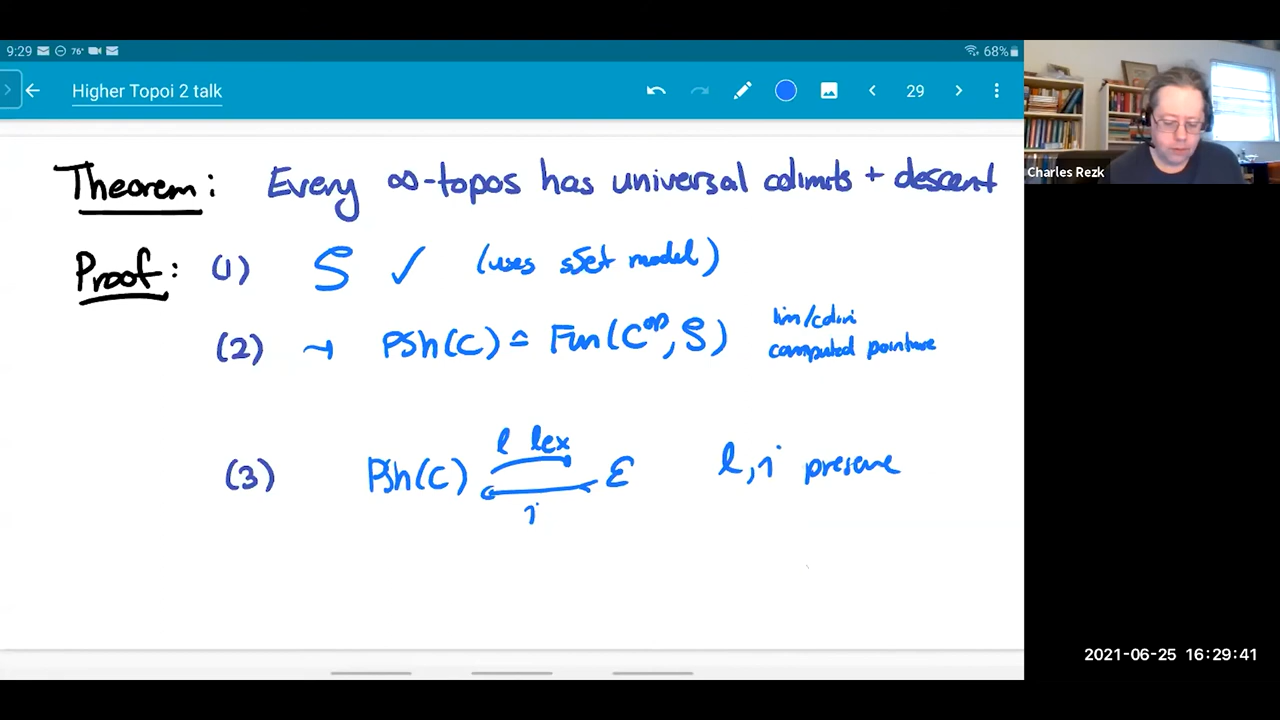 9:29 76° 68%
Higher Topoi 2 talk 29
Charles Rezk
Theorem: Every ∞-topos has universal colimits + descent
Proof: (1) S ✓ (uses sSet model)
(2) → PSh(C) = Fun(C^op, S) lim/colim
computed pointwise
(3) PSh(C) l lex i ℰ l, i preserve
2021-06-25 16:29:41